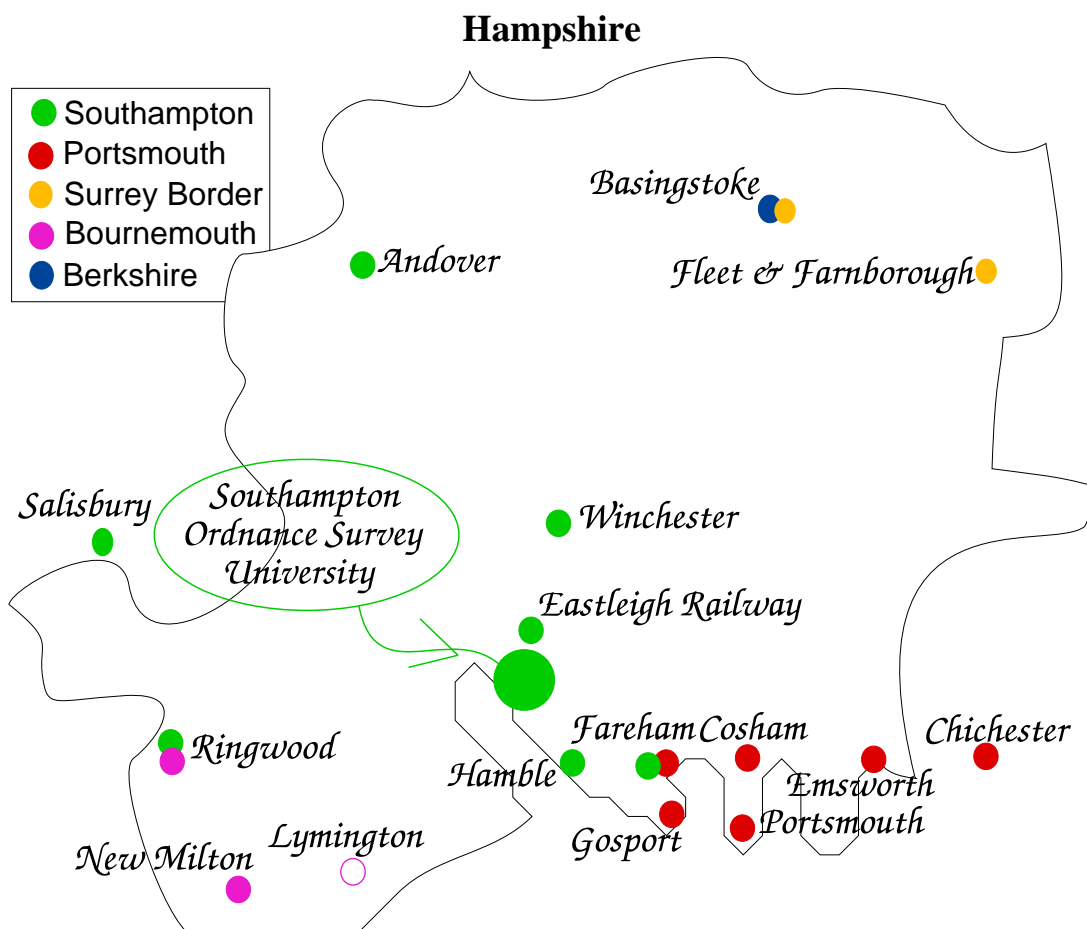 Hampshire
Southampton
Portsmouth
Surrey Border
Bournemouth
Berkshire
Basingstoke
Andover
Fleet & Farnborough
Salisbury
Southampton
Ordnance Survey
University
Winchester
Eastleigh Railway
Fareham
Cosham
Chichester
Ringwood
Hamble
Emsworth
Gosport
Portsmouth
Lymington
New Milton